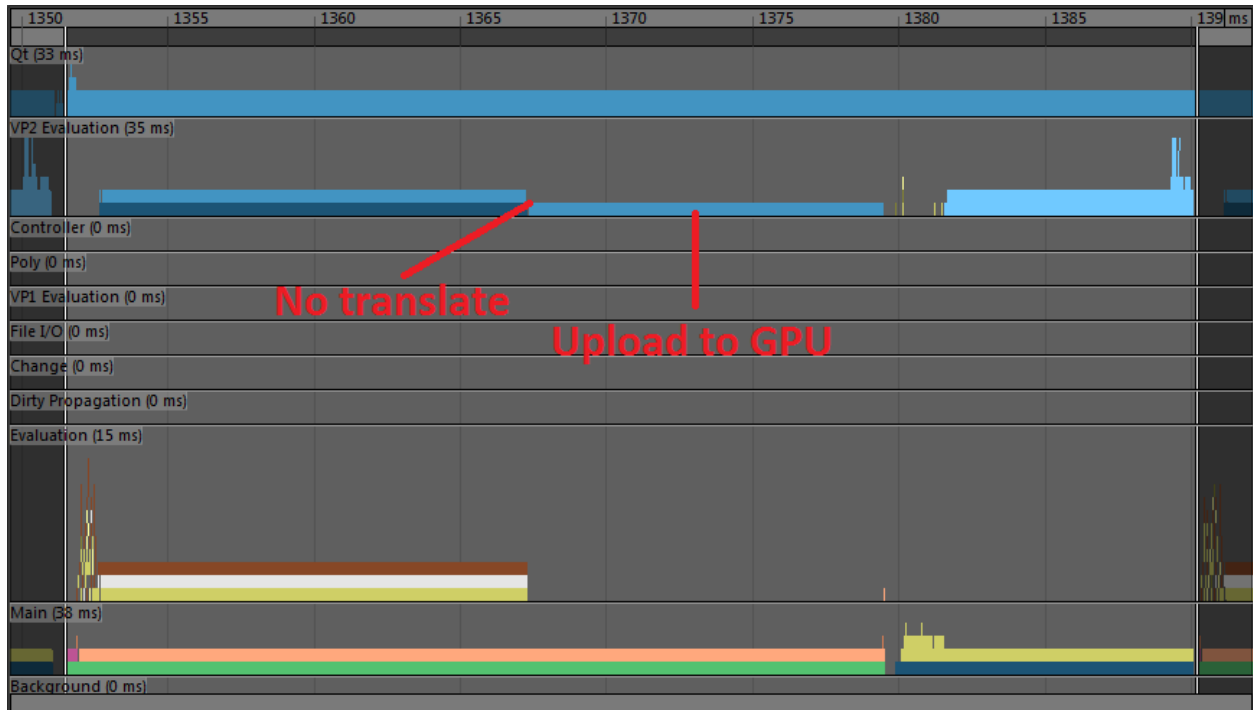 1350 1355 1360 1365 1370 1375 1380 1385 139 ms
Qt (33 ms)
VP2 Evaluation (35 ms)
Controller (0 ms)
Poly (0 ms)
VP1 Evaluation (0 ms)
No translate
File I/O (0 ms)
Upload to GPU
Change (0 ms)
Dirty Propagation (0 ms)
Evaluation (15 ms)
Main (38 ms)
Background (0 ms)